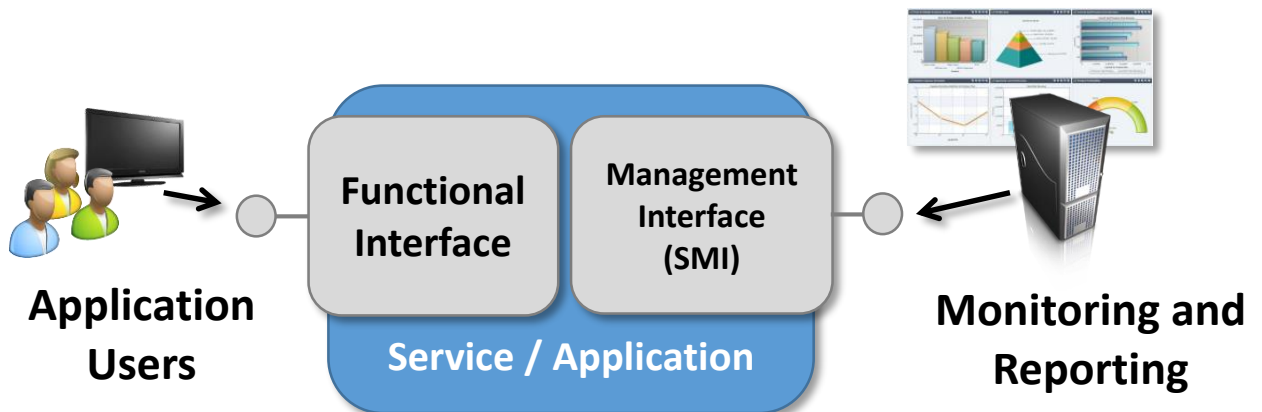 Application
Users
Functional
Interface
Management
Interface
(SMI)
Service / Application
Monitoring and
Reporting